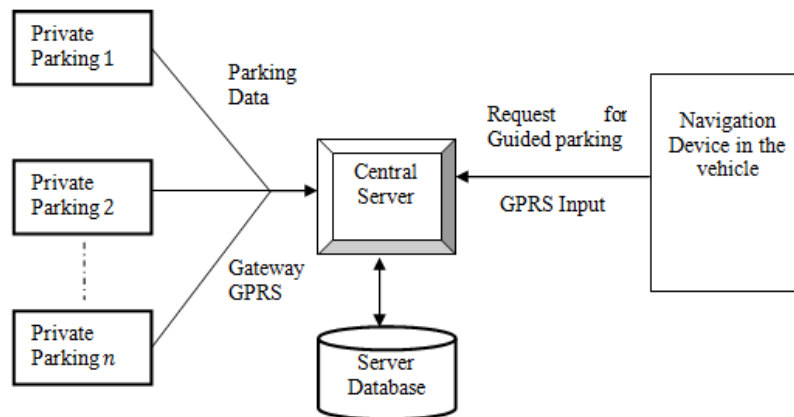 Private
Parking 1
Parking
Data
Private
Parking 2
Gateway
GPRS
Private
Parking n
Central
Server
Server
Database
Request for
Guided parking
GPRS Input
Navigation
Device in the
vehicle